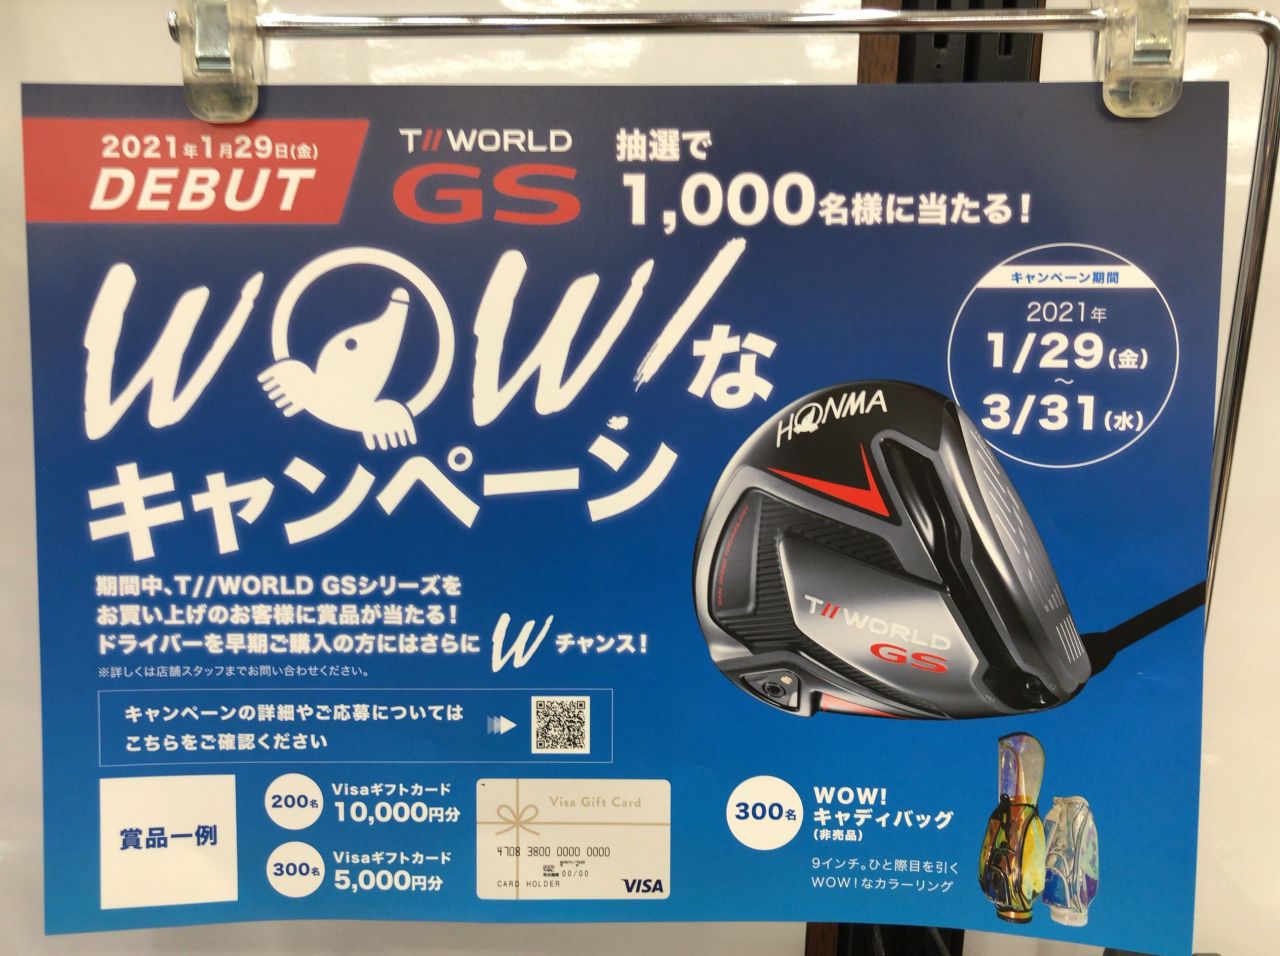 2021年1月29日(金)
DEBUT
T//WORLD
GS
抽選で
1,000名様に当たる!
WOW!な
キャンペーン
キャンペーン期間
2021年
1/29(金)
~
3/31(水)
HONMA
T//WORLD
GS
期間中、T//WORLD GSシリーズを
お買い上げのお客様に賞品が当たる!
ドライバーを早期ご購入の方にはさらに Wチャンス!
※詳しくは店舗スタッフまでお問い合わせください。
キャンペーンの詳細やご応募については
こちらをご確認ください
賞品一例
200名
Visaギフトカード
10,000円分
300名
Visaギフトカード
5,000円分
Visa Gift Card
4708 3800 0000 0000
00/00
CARD HOLDER
VISA
300名
WOW!
キャディバッグ
(非売品)
9インチ。ひと際目を引く
WOW!なカラーリング